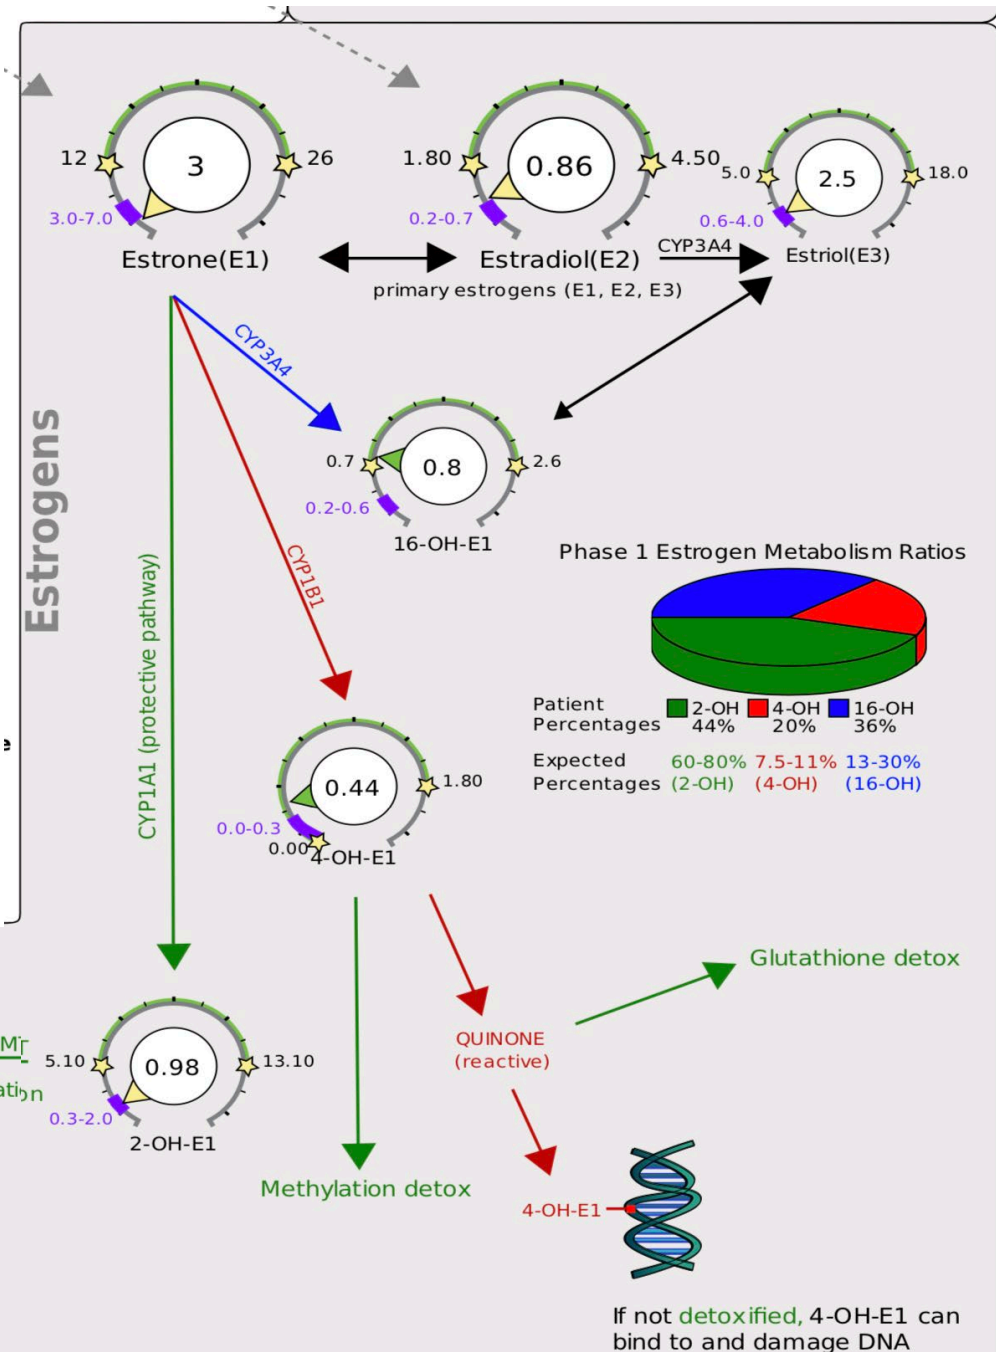 12
3
26
3.0-7.0
Estrone(E1)
1.80
0.86
4.50
0.2-0.7
Estradiol(E2)
5.0
2.5
18.0
0.6-4.0
Estriol(E3)
CYP3A4
primary estrogens (E1, E2, E3)
CYP3A4
0.7
0.8
2.6
0.2-0.6
16-OH-E1
Estrogens
CYP1B1
CYP1A1 (protective pathway)
Phase 1 Estrogen Metabolism Ratios
Patient Percentages
2-OH 44%
4-OH 20%
16-OH 36%
Expected Percentages
60-80% (2-OH)
7.5-11% (4-OH)
13-30% (16-OH)
0.44
1.80
0.0-0.3
0.00
4-OH-E1
5.10
0.98
13.10
0.3-2.0
2-OH-E1
Methylation detox
QUINONE
(reactive)
Glutathione detox
4-OH-E1
If not detoxified, 4-OH-E1 can
bind to and damage DNA